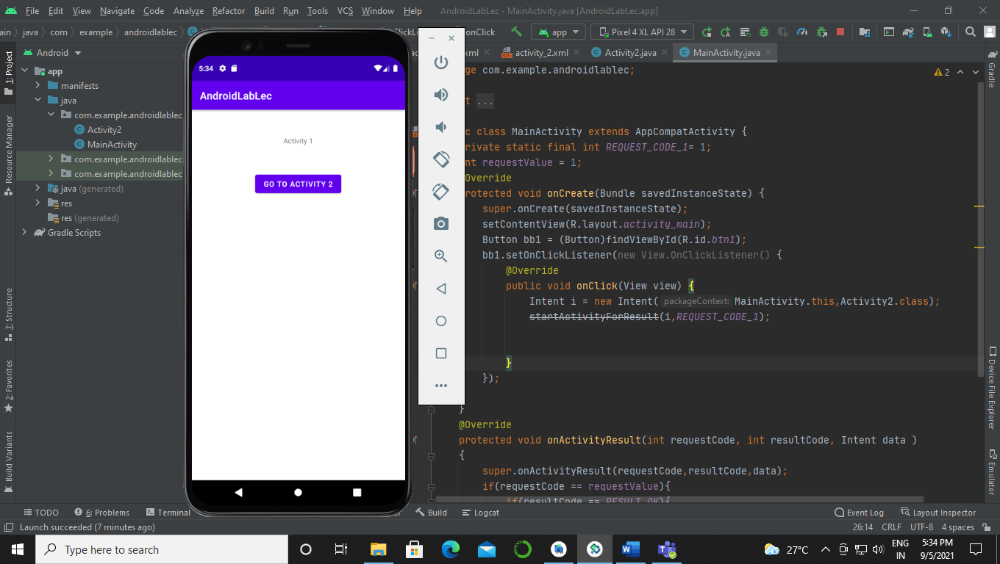 File Edit View Navigate Code Analyze Refactor Build Run Tools VCS Window Help AndroidLabLec - MainActivity.java [AndroidLabLec.app]
ain java com example androidlablec onClick app Pixel 4 XL API 28
Android
activity_2.xml Activity2.java MainActivity.java
1: Project
Resource Manager
7: Structure
2: Favorites
Build Variants
app
manifests
java
com.example.androidlablec
Activity2
MainActivity
com.example.androidlablec
com.example.androidlablec
java (generated)
res
res (generated)
Gradle Scripts
5:34
AndroidLabLec
Activity 1
GO TO ACTIVITY 2
ge com.example.androidlablec;
2
t ...
c class MainActivity extends AppCompatActivity {
rivate static final int REQUEST_CODE_1= 1;
nt requestValue = 1;
Override
rotected void onCreate(Bundle savedInstanceState) {
super.onCreate(savedInstanceState);
setContentView(R.layout.activity_main);
Button bb1 = (Button)findViewById(R.id.btn1);
bb1.setOnClickListener(new View.OnClickListener() {
@Override
public void onClick(View view) {
Intent i = new Intent( packageContext: MainActivity.this,Activity2.class);
startActivityForResult(i,REQUEST_CODE_1);
}
});
}
@Override
protected void onActivityResult(int requestCode, int resultCode, Intent data )
{
super.onActivityResult(requestCode,resultCode,data);
if(requestCode == requestValue){
if(resultCode == RESULT_OK){
Gradle
Device File Explorer
Emulator
TODO 6: Problems Terminal Build Logcat Event Log Layout Inspector
Launch succeeded (7 minutes ago) 26:14 CRLF UTF-8 4 spaces
Type here to search
27°C
ENG
IN
5:34 PM
9/5/2021